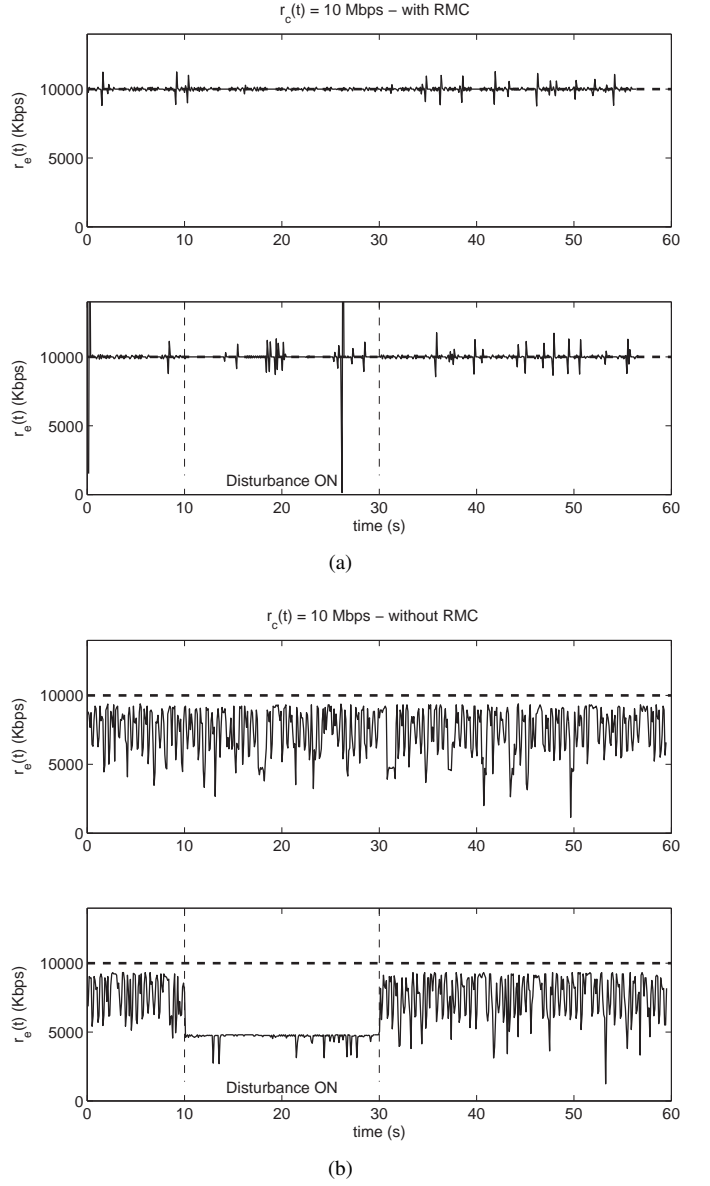 r_c(t) = 10 Mbps – with RMC
10000
5000
0
r_e(t) (Kbps)
0 10 20 30 40 50 60
10000
5000
0
r_e(t) (Kbps)
Disturbance ON
0 10 20 30 40 50 60
time (s)
(a)
r_c(t) = 10 Mbps – without RMC
10000
5000
0
r_e(t) (Kbps)
0 10 20 30 40 50 60
10000
5000
0
r_e(t) (Kbps)
Disturbance ON
0 10 20 30 40 50 60
time (s)
(b)